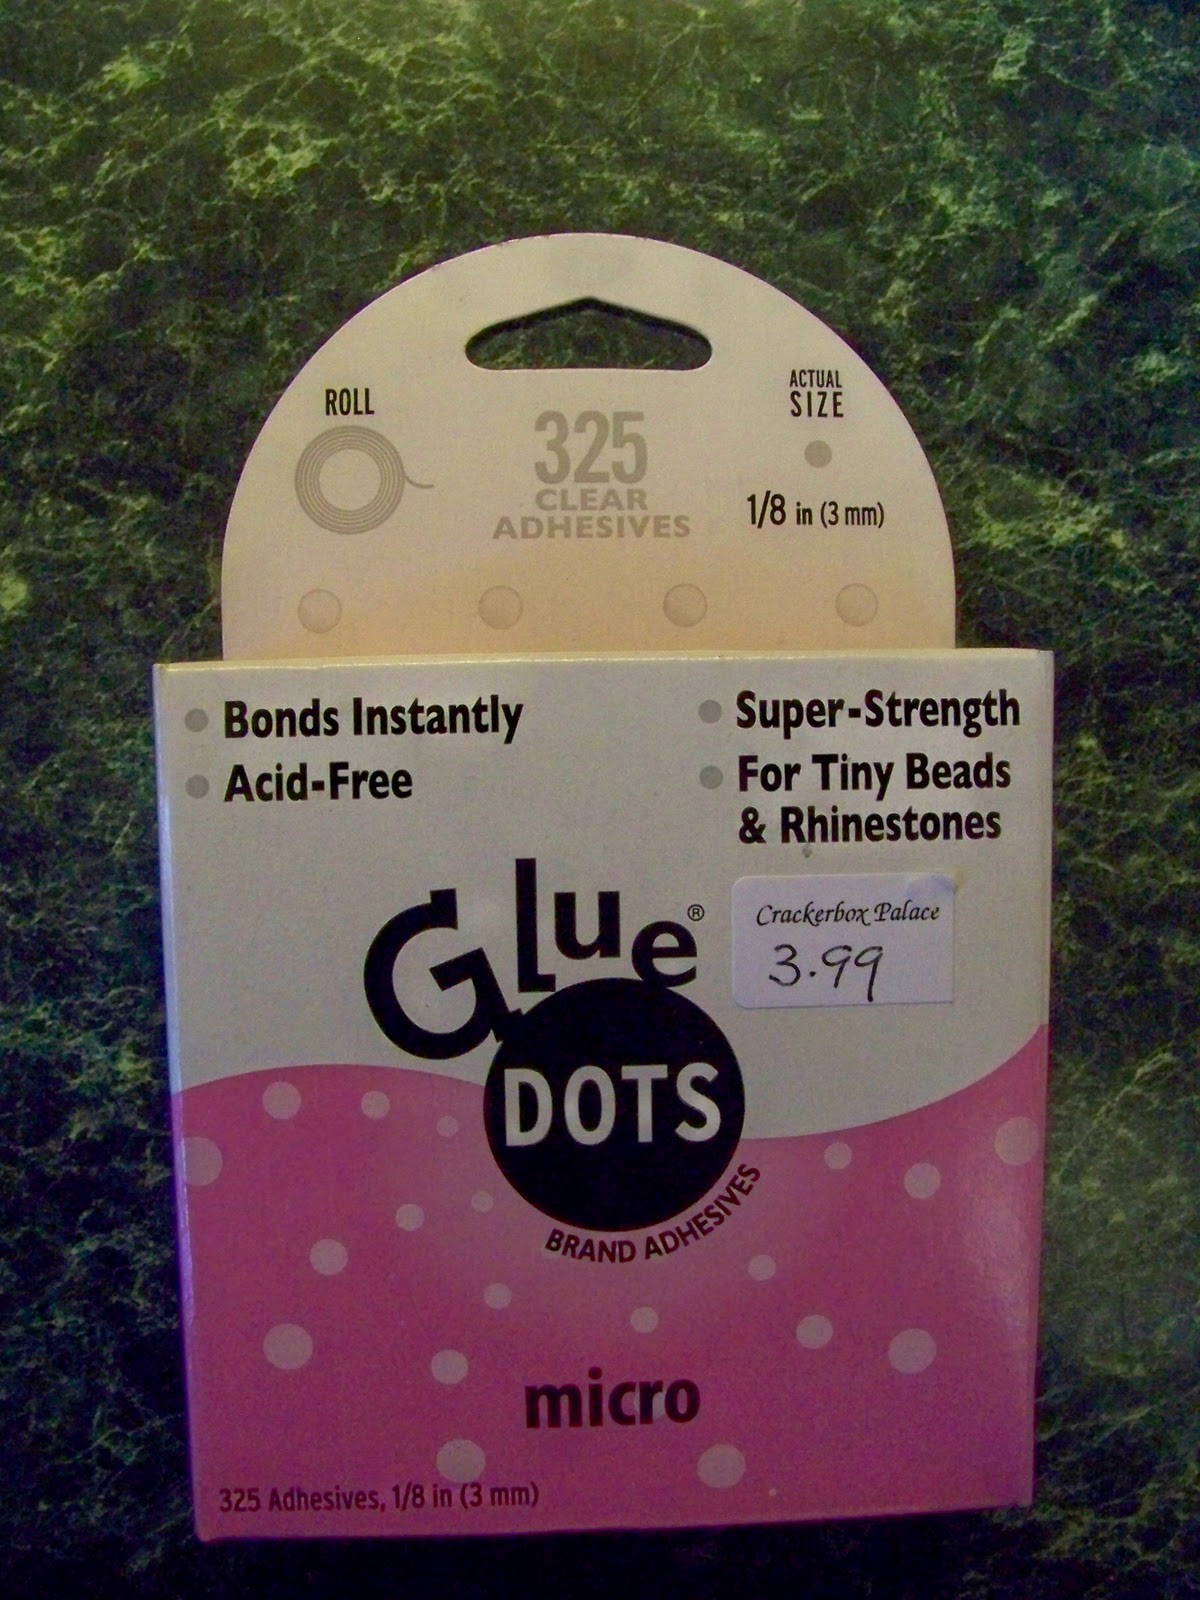 ROLL
325
CLEAR
ADHESIVES
ACTUAL
SIZE
1/8 in (3 mm)
Bonds Instantly
Acid-Free
Super-Strength
For Tiny Beads
& Rhinestones
Glue®
DOTS
BRAND ADHESIVES
Crackerbox Palace
3.99
micro
325 Adhesives, 1/8 in (3 mm)